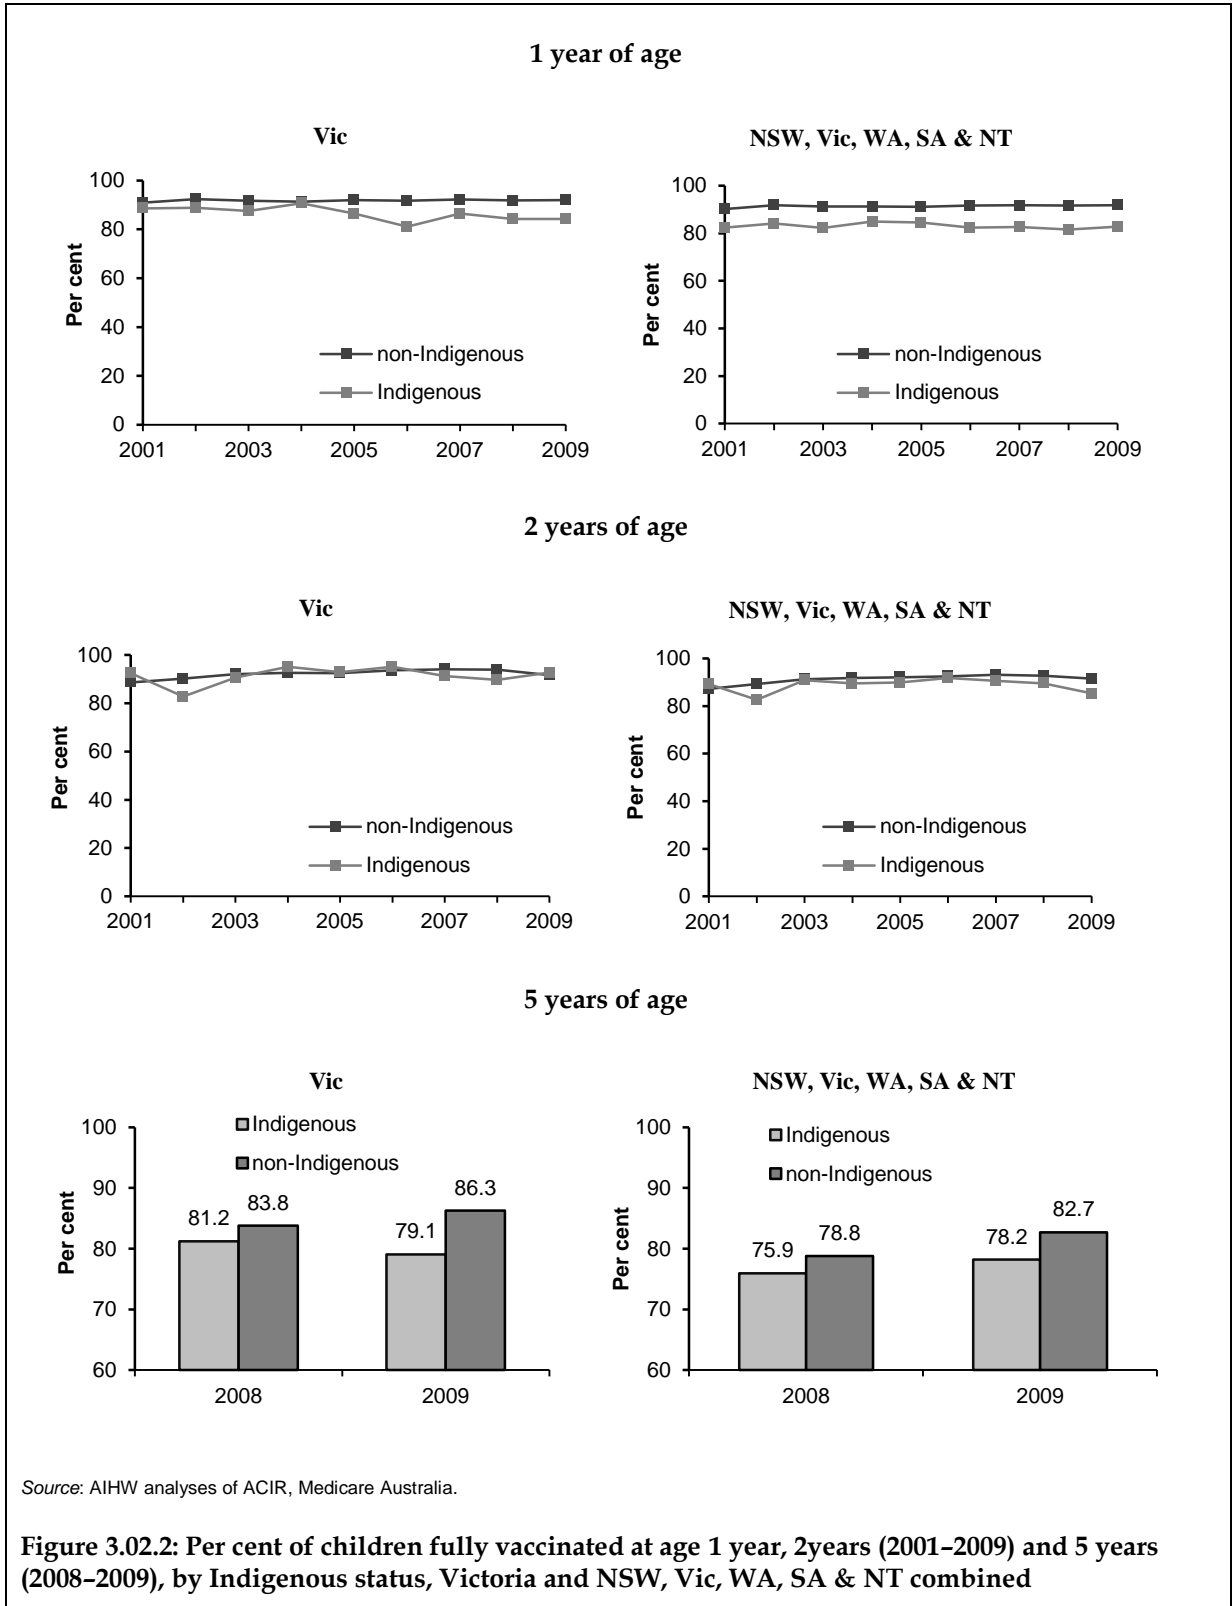 1 year of age
Vic
100
80
60
40
20
0
Per cent
non-Indigenous
Indigenous
2001 2003 2005 2007 2009
NSW, Vic, WA, SA & NT
100
80
60
40
20
0
Per cent
non-Indigenous
Indigenous
2001 2003 2005 2007 2009
2 years of age
Vic
100
80
60
40
20
0
Per cent
non-Indigenous
Indigenous
2001 2003 2005 2007 2009
NSW, Vic, WA, SA & NT
100
80
60
40
20
0
Per cent
non-Indigenous
Indigenous
2001 2003 2005 2007 2009
5 years of age
Vic
100
90
80
70
60
Per cent
Indigenous
non-Indigenous
81.2 83.8 79.1 86.3
2008 2009
NSW, Vic, WA, SA & NT
100
90
80
70
60
Per cent
Indigenous
non-Indigenous
75.9 78.8 78.2 82.7
2008 2009
Source: AIHW analyses of ACIR, Medicare Australia.
Figure 3.02.2: Per cent of children fully vaccinated at age 1 year, 2years (2001–2009) and 5 years
(2008–2009), by Indigenous status, Victoria and NSW, Vic, WA, SA & NT combined